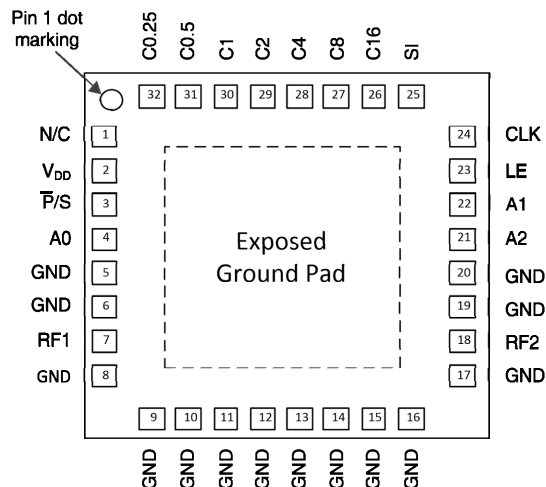 Pin 1 dot
marking
C0.25 C0.5 C1 C2 C4 C8 C16 SI
32 31 30 29 28 27 26 25
N/C 1 24 CLK
VDD 2 23 LE
P̅/S 3 22 A1
A0 4 21 A2
GND 5 20 GND
GND 6 19 GND
RF1 7 18 RF2
GND 8 17 GND
Exposed
Ground Pad
9 10 11 12 13 14 15 16
GND GND GND GND GND GND GND GND